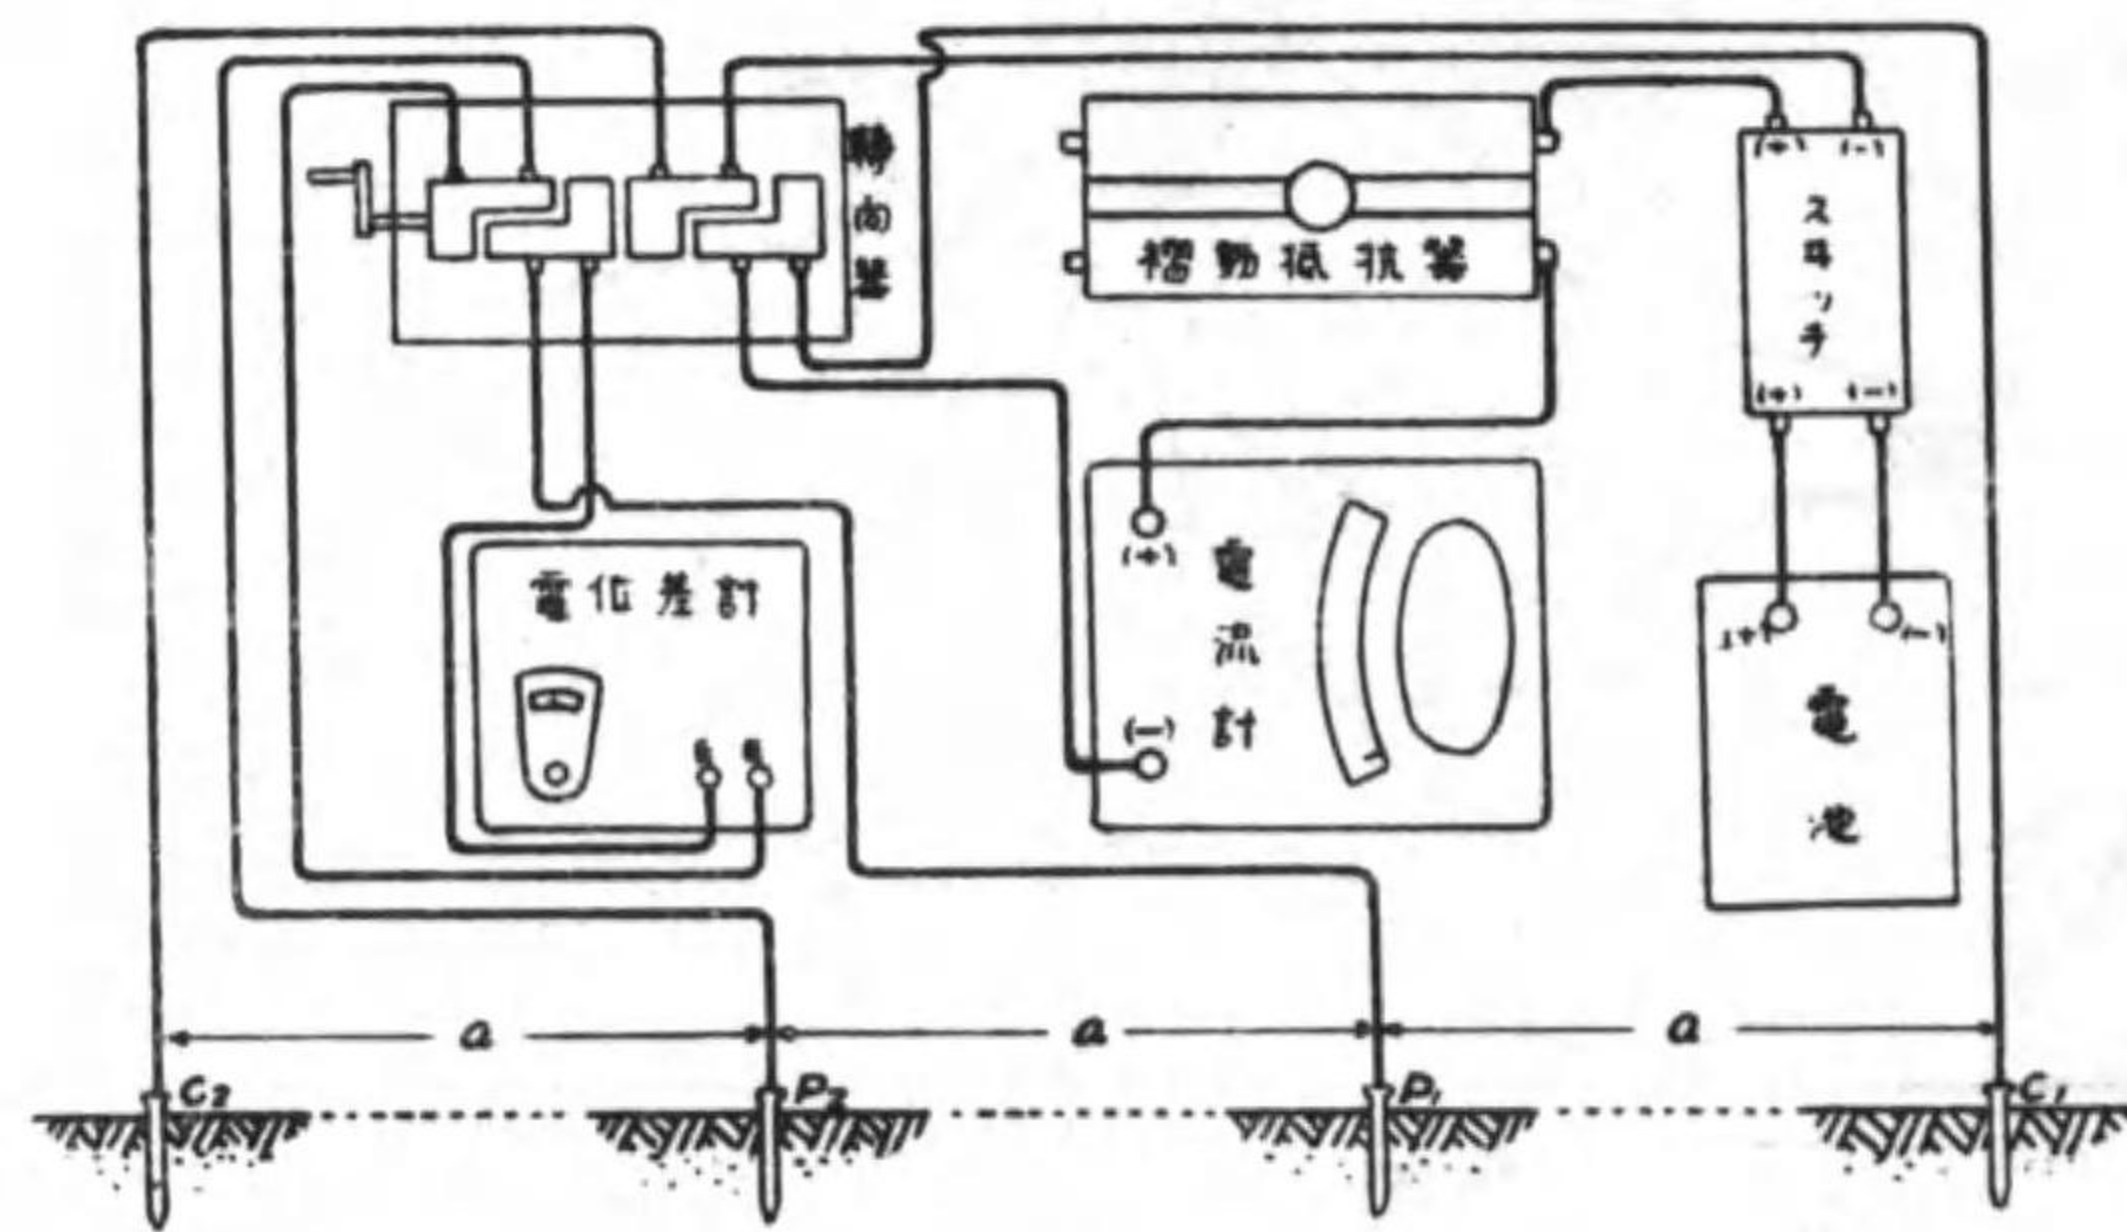 轉向器
摺動抵抗器
(+) (-)
スヰッチ
(+) (-)
電位差計
(+)
電流計
(-)
(+) (-)
電池
a a a
C2 P2 P1 C1